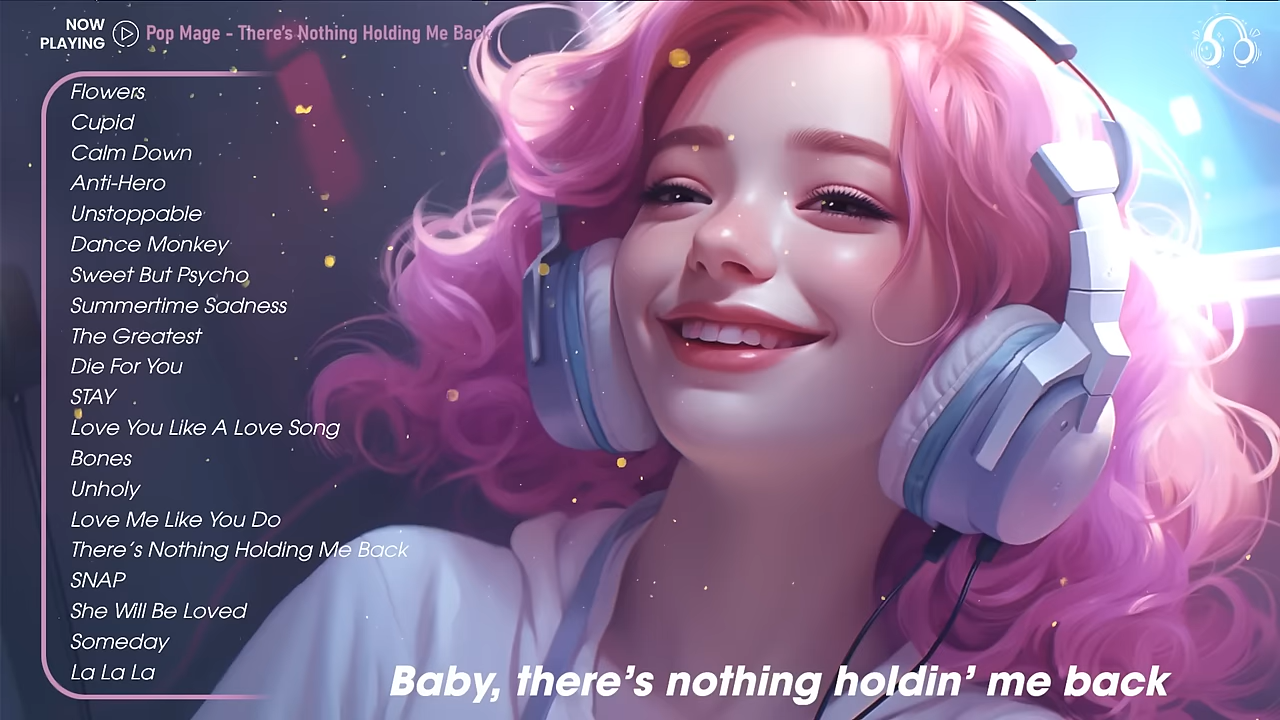 NOW
PLAYING
Pop Mage - There's Nothing Holding Me Back
Flowers
Cupid
Calm Down
Anti-Hero
Unstoppable
Dance Monkey
Sweet But Psycho
Summertime Sadness
The Greatest
Die For You
STAY
Love You Like A Love Song
Bones
Unholy
Love Me Like You Do
There's Nothing Holding Me Back
SNAP
She Will Be Loved
Someday
La La La
Baby, there's nothing holdin' me back